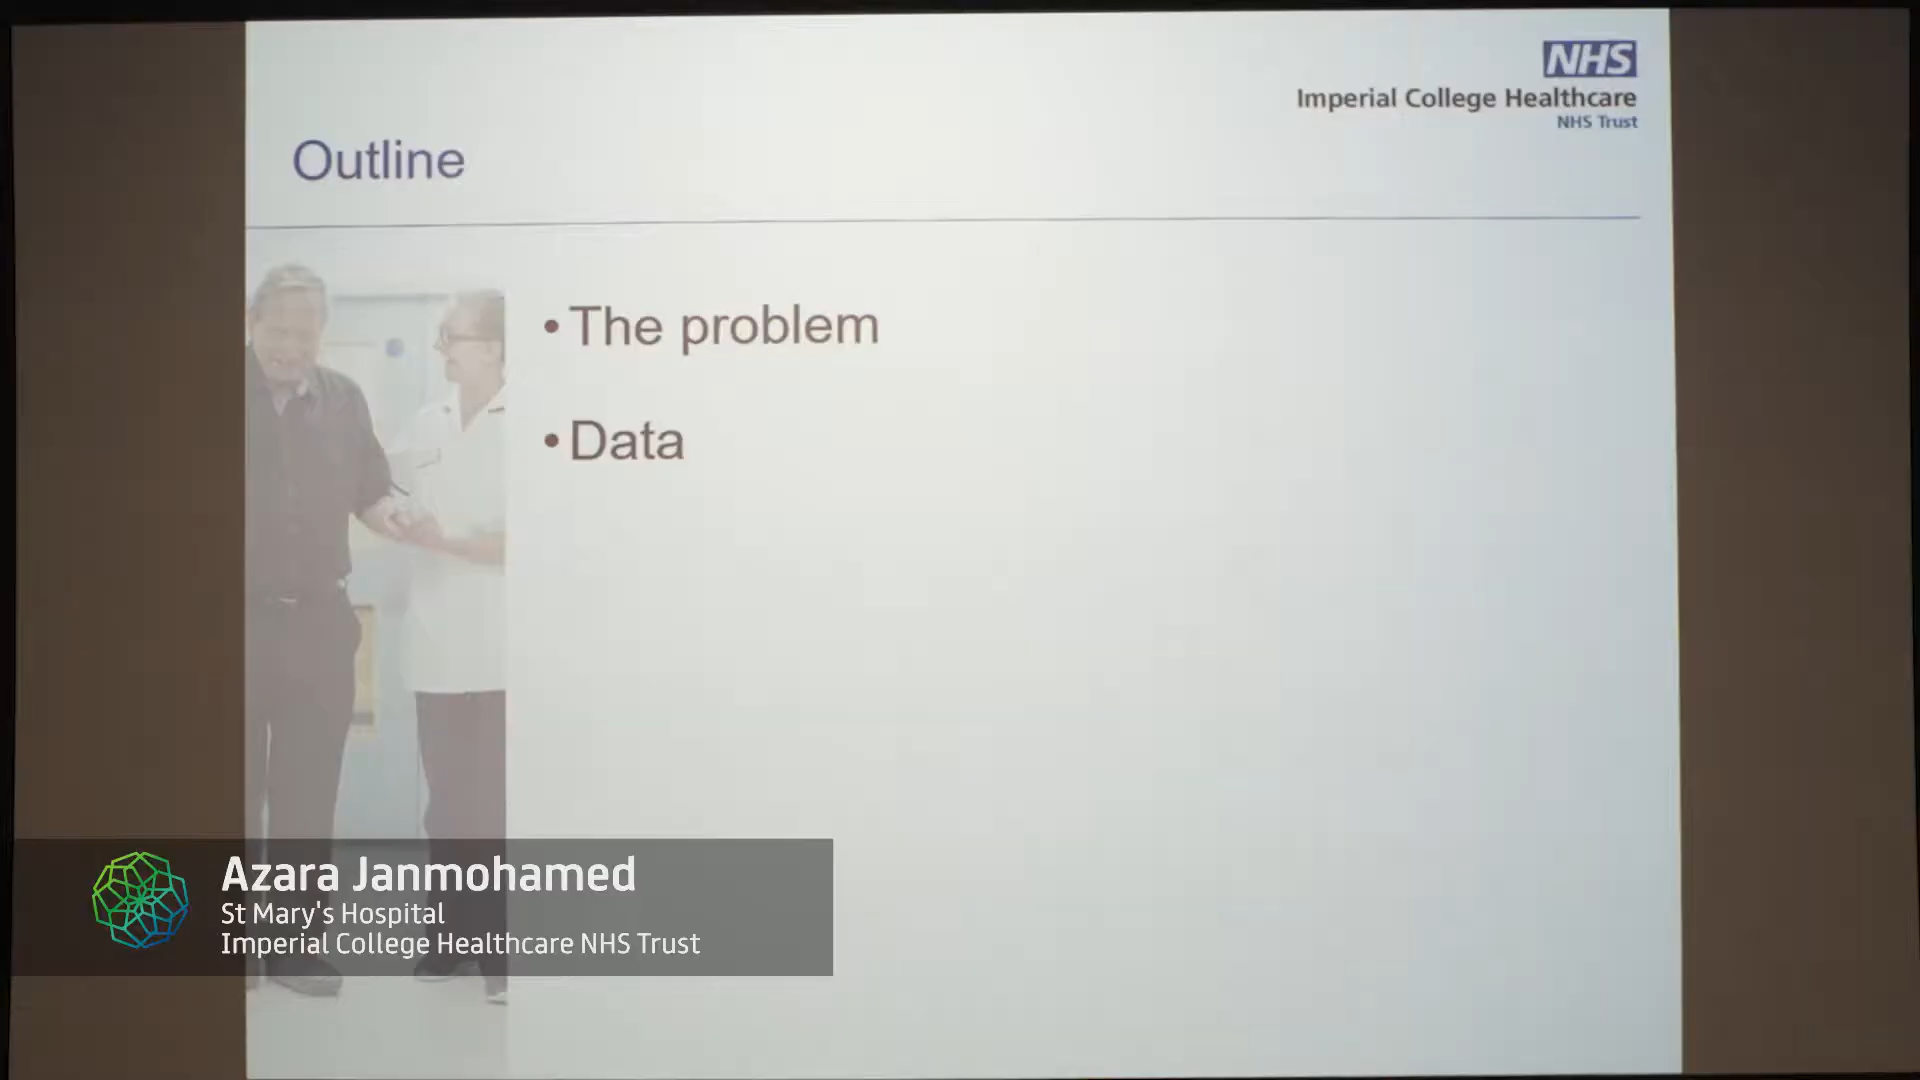 NHS
Imperial College Healthcare
NHS Trust
Outline
• The problem
• Data
Azara Janmohamed
St Mary's Hospital
Imperial College Healthcare NHS Trust